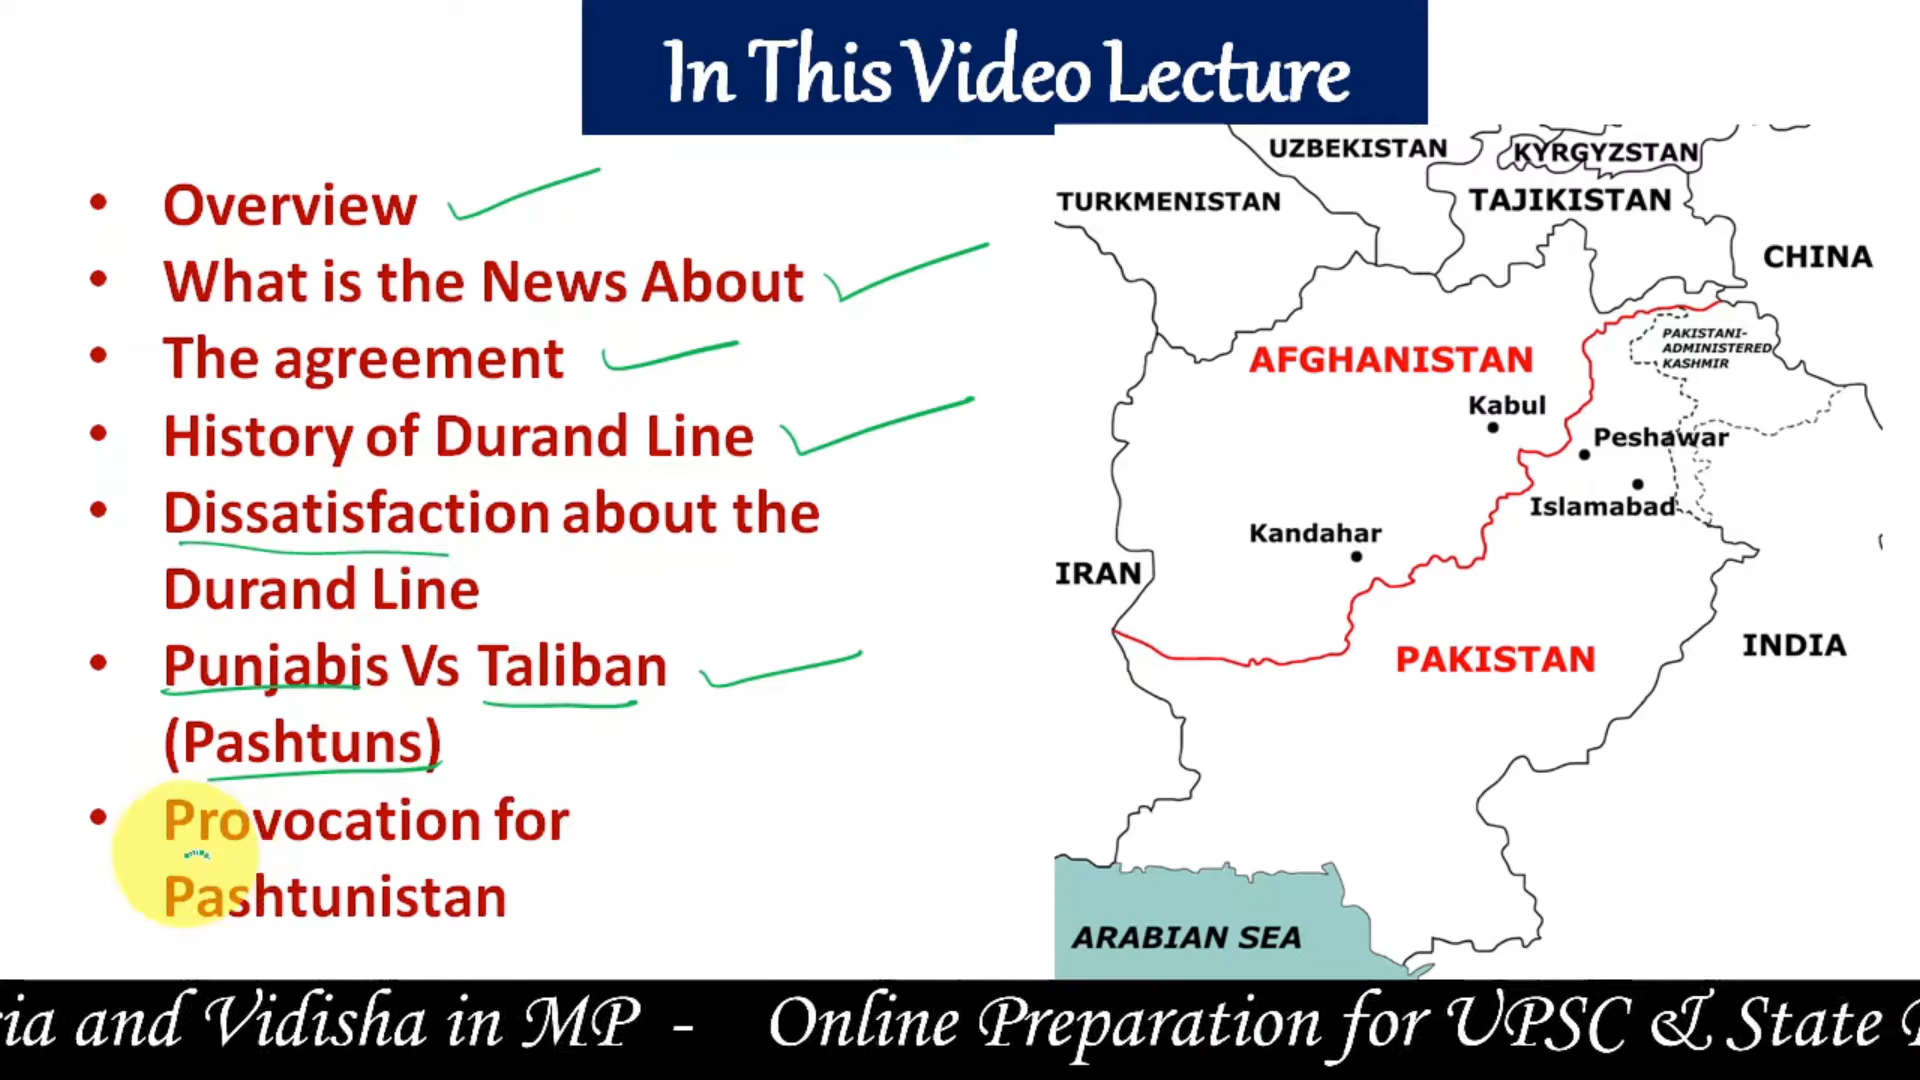 In This Video Lecture
• Overview
• What is the News About
• The agreement
• History of Durand Line
• Dissatisfaction about the
Durand Line
• Punjabis Vs Taliban
(Pashtuns)
• Provocation for
Pashtunistan
UZBEKISTAN
KYRGYZSTAN
TURKMENISTAN
TAJIKISTAN
CHINA
PAKISTANI-
ADMINISTERED
KASHMIR
AFGHANISTAN
Kabul
Peshawar
Islamabad
Kandahar
IRAN
INDIA
PAKISTAN
ARABIAN SEA
and Vidisha in MP - Online Preparation for UPSC & State